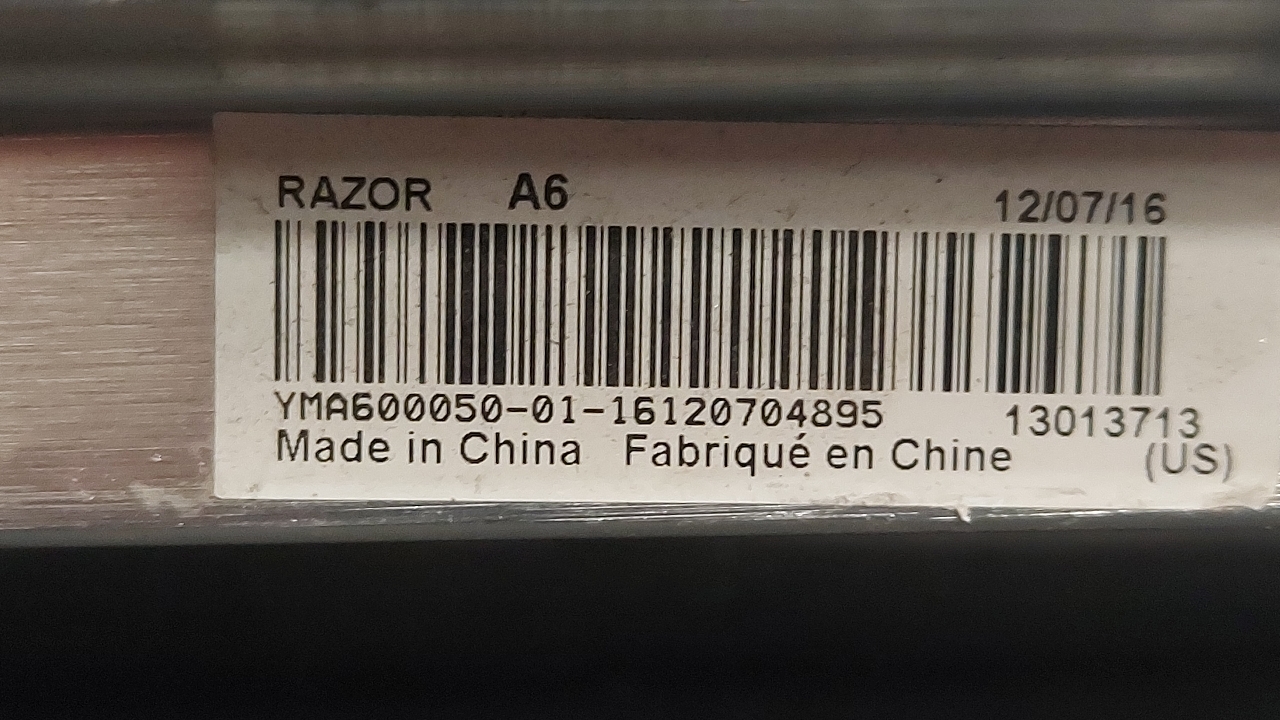 RAZOR A6 12/07/16
YMA600050-01-16120704895 13013713
Made in China Fabriqué en Chine (US)